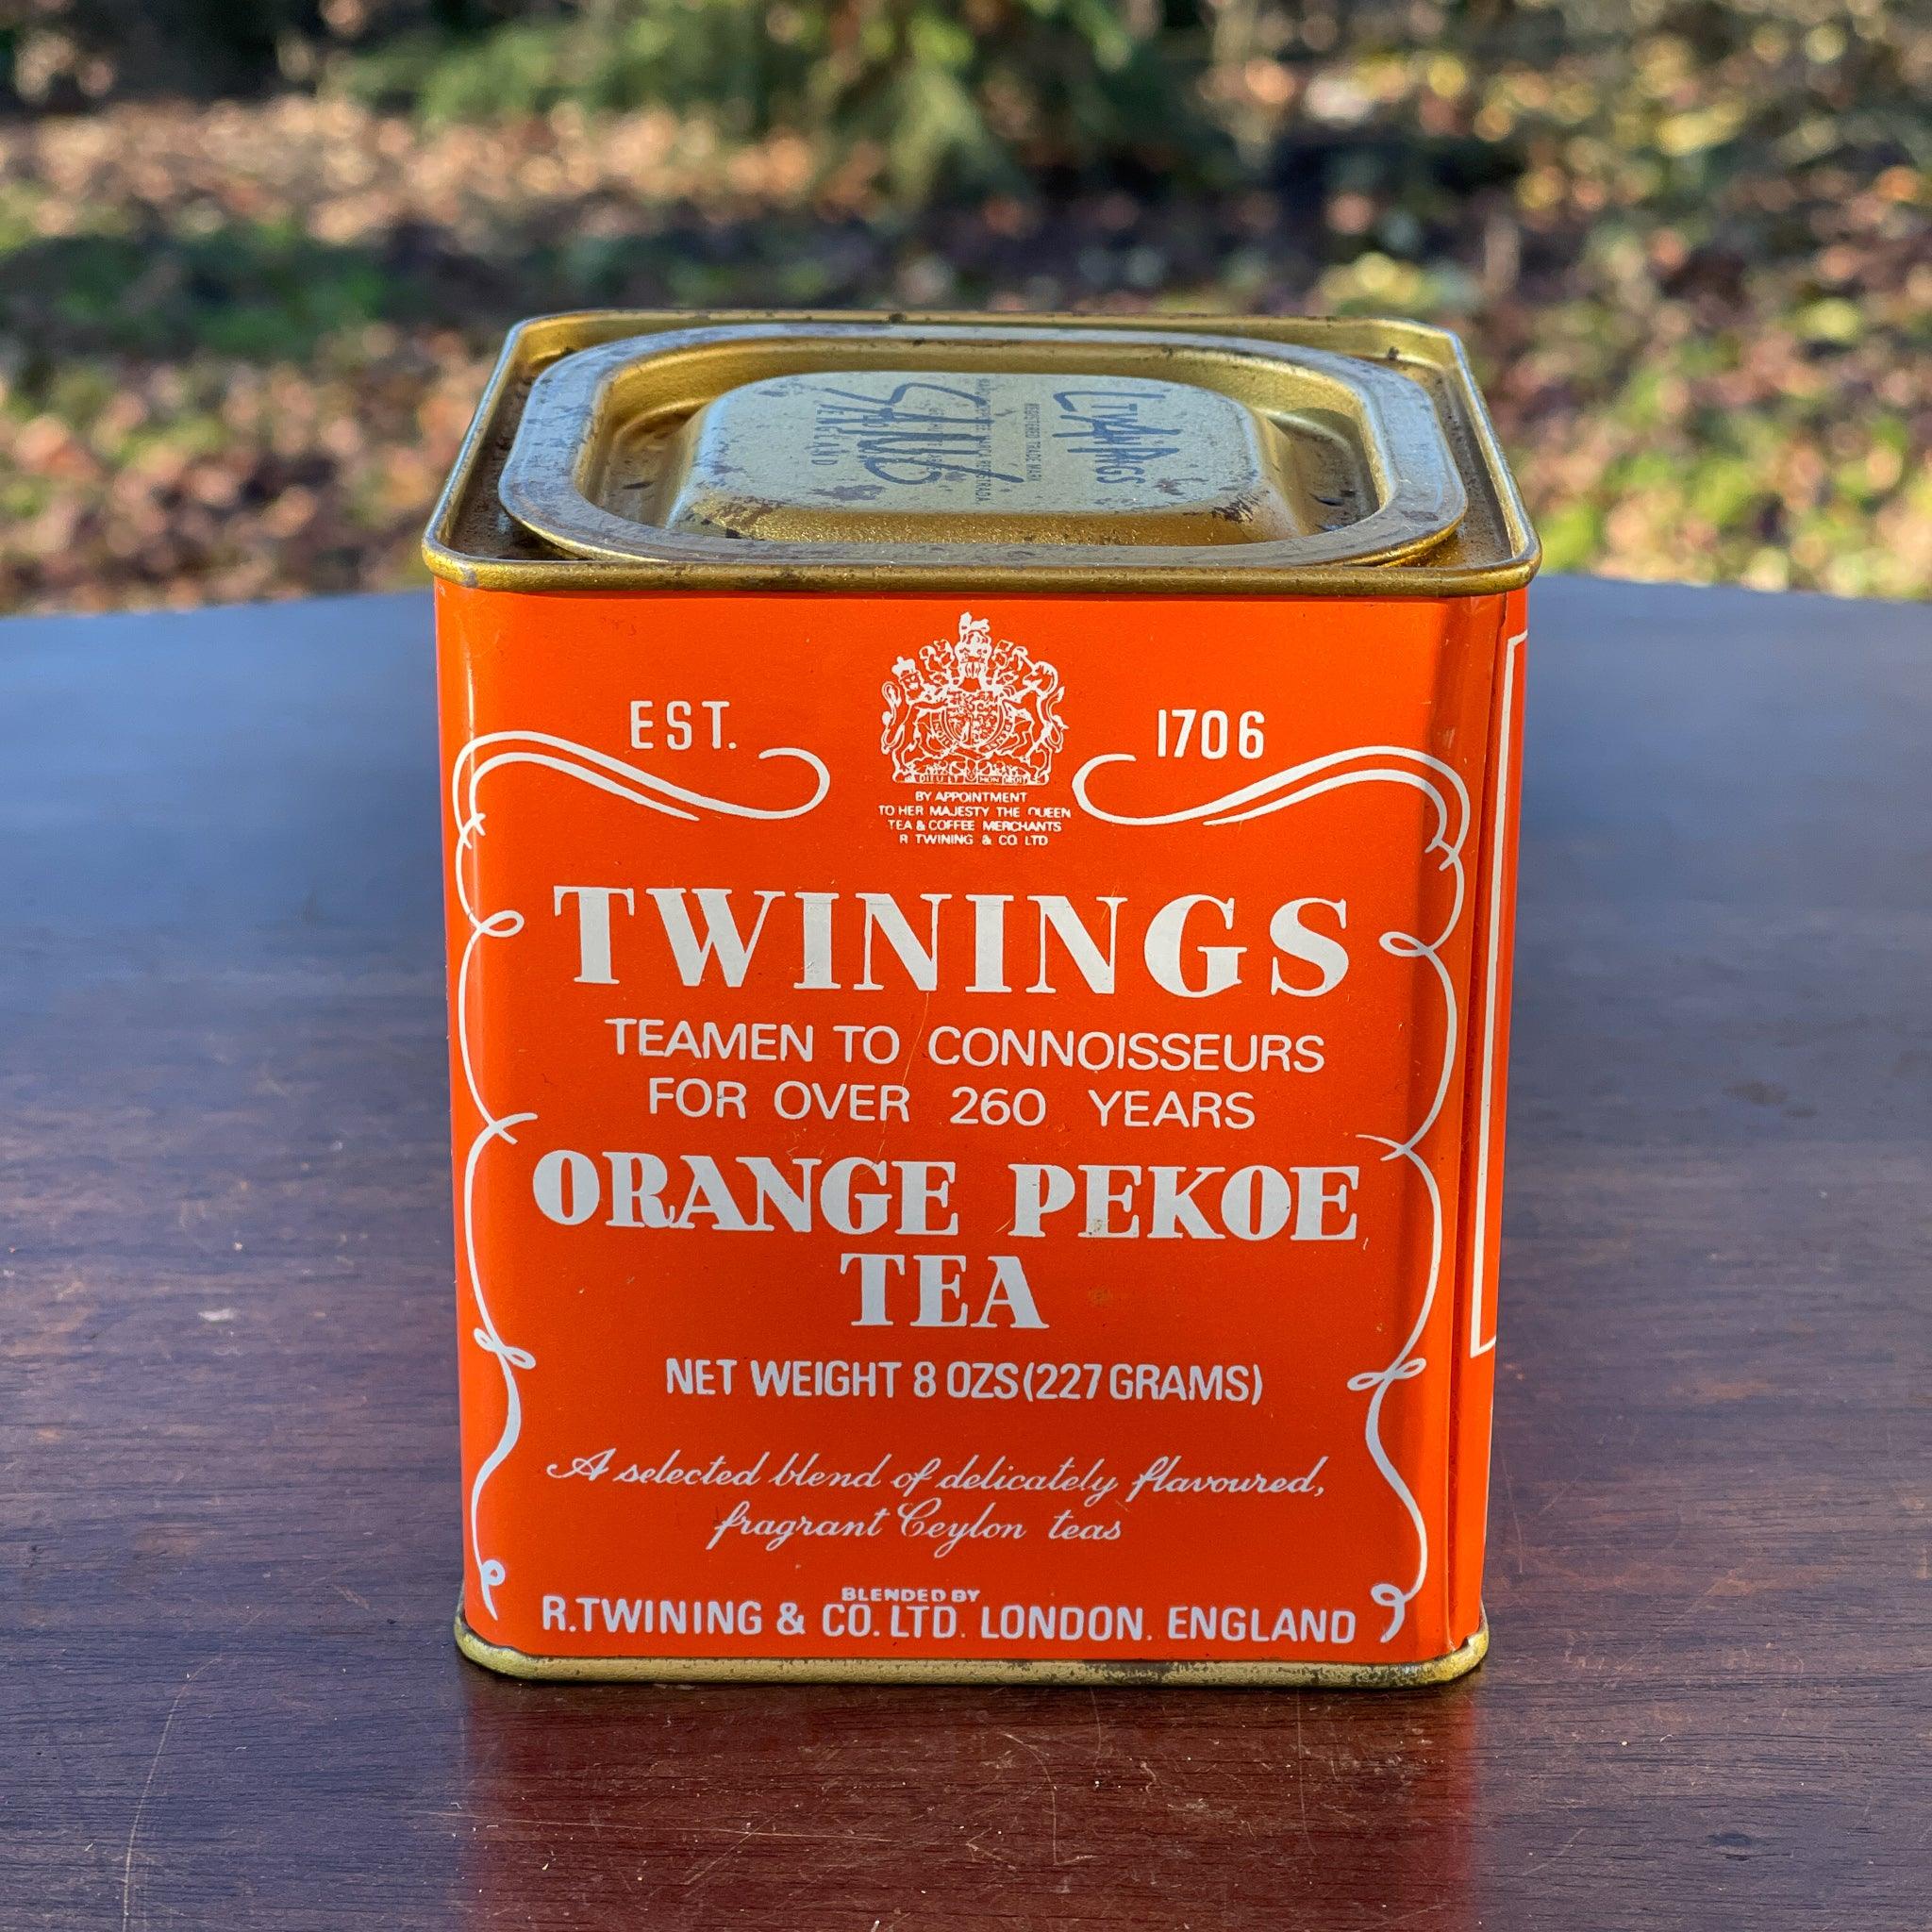 EST. 1706
BY APPOINTMENT
TO HER MAJESTY THE QUEEN
TEA & COFFEE MERCHANTS
R TWINING & CO LTD
TWININGS
TEAMEN TO CONNOISSEURS
FOR OVER 260 YEARS
ORANGE PEKOE
TEA
NET WEIGHT 8 OZS (227 GRAMS)
A selected blend of delicately flavoured,
fragrant Ceylon teas
BLENDED BY
R. TWINING & CO. LTD. LONDON. ENGLAND